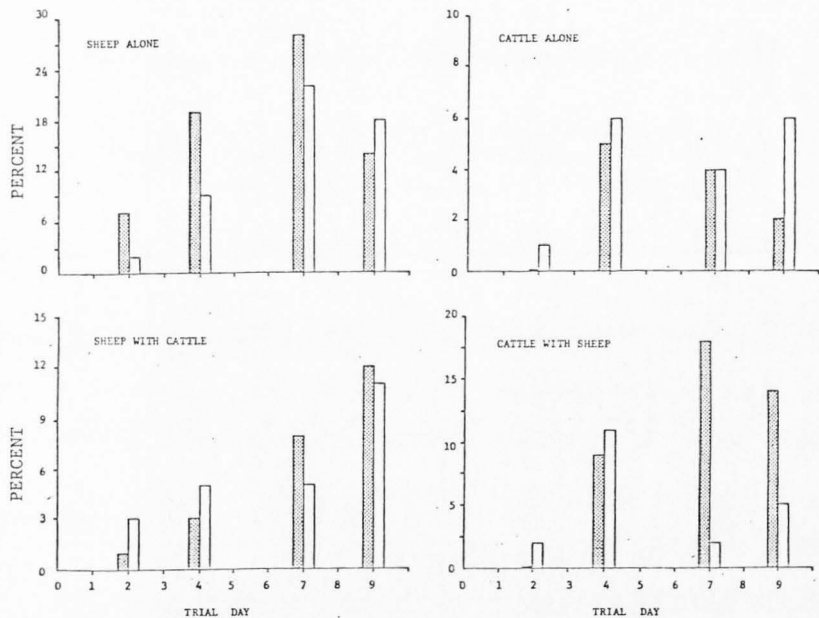 SHEEP ALONE
PERCENT
30
24
18
12
6
0
CATTLE ALONE
10
8
6
4
2
0
SHEEP WITH CATTLE
PERCENT
15
12
9
6
3
0
0 1 2 3 4 5 6 7 8 9
TRIAL DAY
CATTLE WITH SHEEP
20
15
10
5
0
0 1 2 3 4 5 6 7 8 9 10
TRIAL DAY